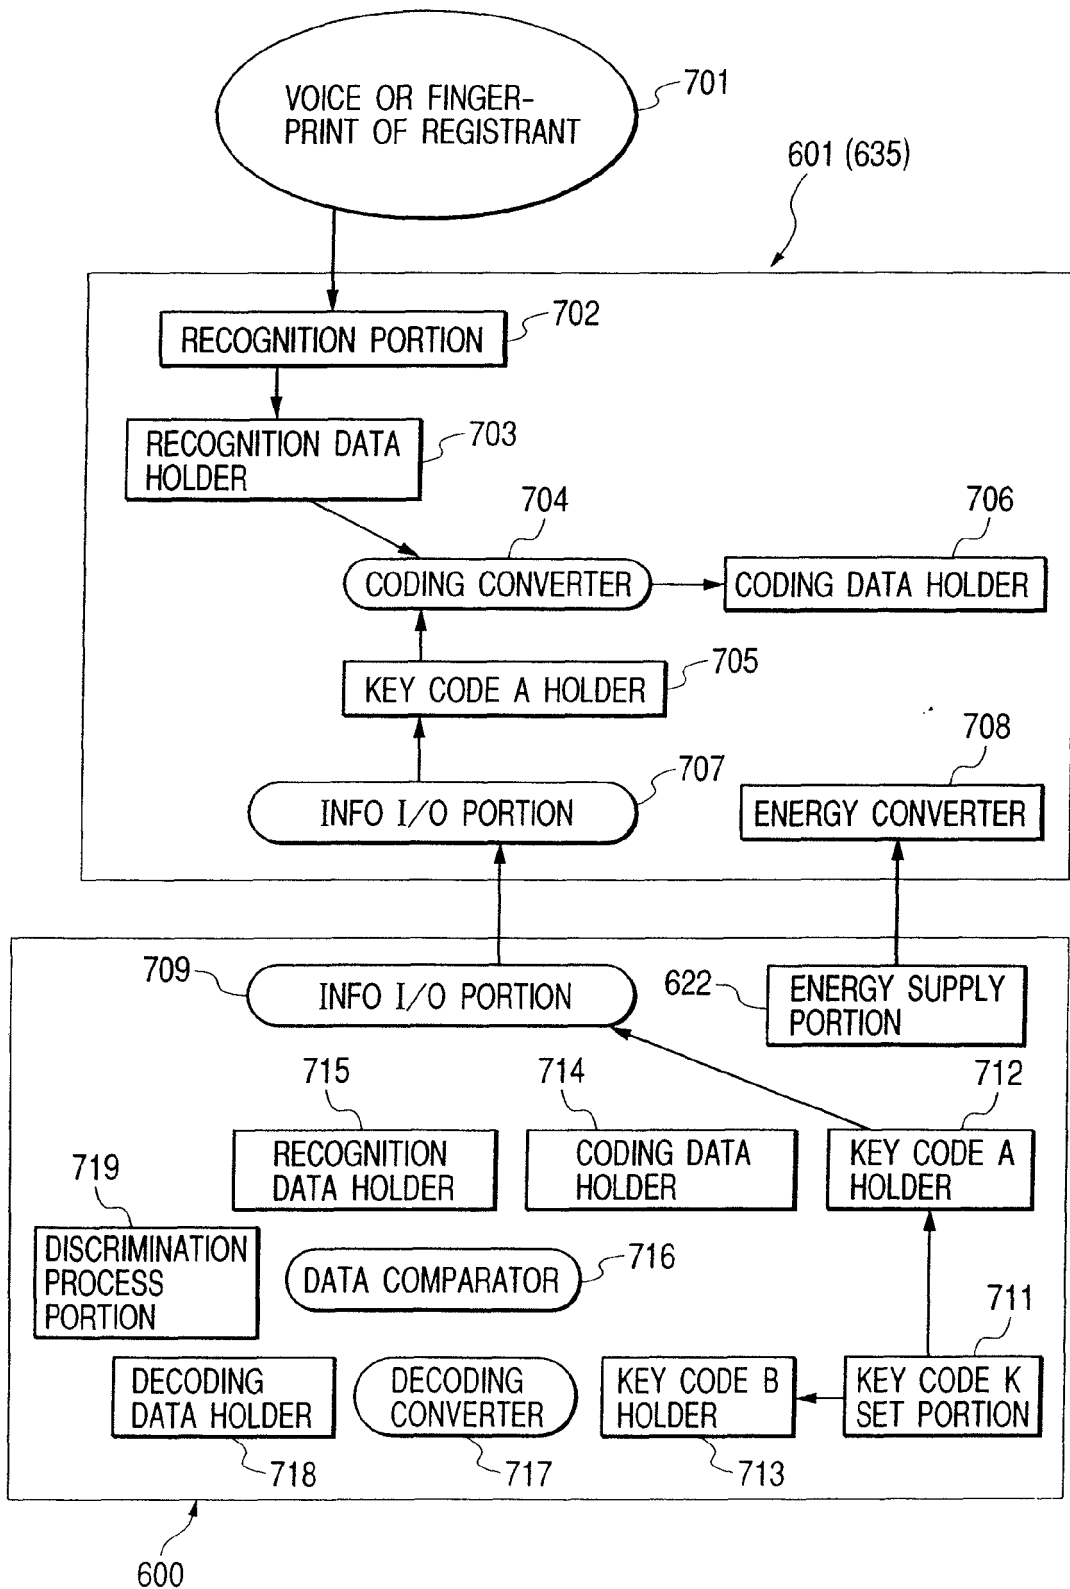 VOICE OR FINGER-
PRINT OF REGISTRANT
701
601 (635)
RECOGNITION PORTION
702
RECOGNITION DATA
HOLDER
703
704
706
CODING CONVERTER
CODING DATA HOLDER
KEY CODE A HOLDER
705
708
INFO I/O PORTION
707
ENERGY CONVERTER
709
INFO I/O PORTION
622
ENERGY SUPPLY
PORTION
715
714
712
RECOGNITION
DATA HOLDER
CODING DATA
HOLDER
KEY CODE A
HOLDER
719
DISCRIMINATION
PROCESS
PORTION
DATA COMPARATOR
716
711
DECODING
DATA HOLDER
DECODING
CONVERTER
KEY CODE B
HOLDER
KEY CODE K
SET PORTION
718
717
713
600